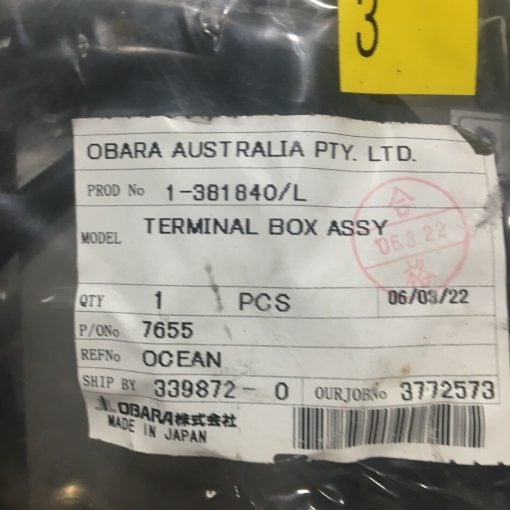 3
OBARA AUSTRALIA PTY. LTD.
PROD No 1-381840/L
MODEL TERMINAL BOX ASSY
合
06.3.22
格
QTY 1 PCS 06/03/22
P/ONo 7655
REFNo OCEAN
SHIP BY 339872-0 OURJOBNo 3772573
OBARA株式会社
MADE IN JAPAN